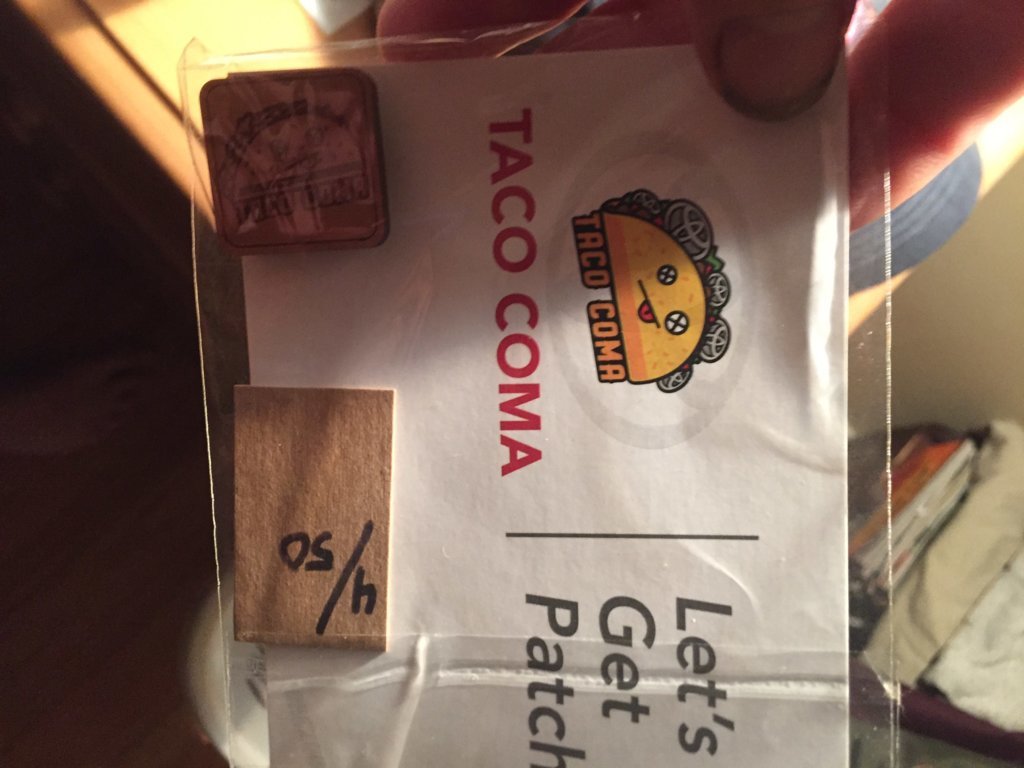 TACO COMA
TACO COMA
Let's
Get
Patch
4/50